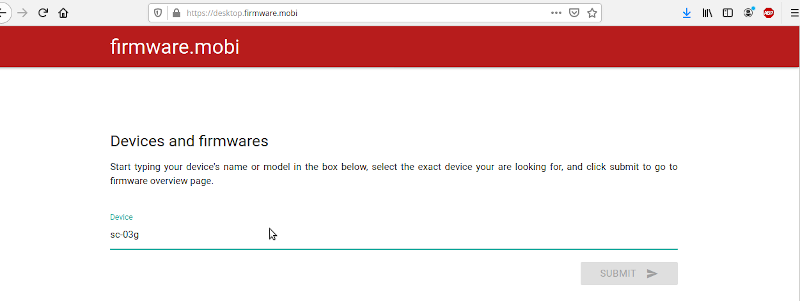 https://desktop.firmware.mobi
ABP
firmware.mobi
Devices and firmwares
Start typing your device's name or model in the box below, select the exact device your are looking for, and click submit to go to
firmware overview page.
Device
sc-03g
SUBMIT